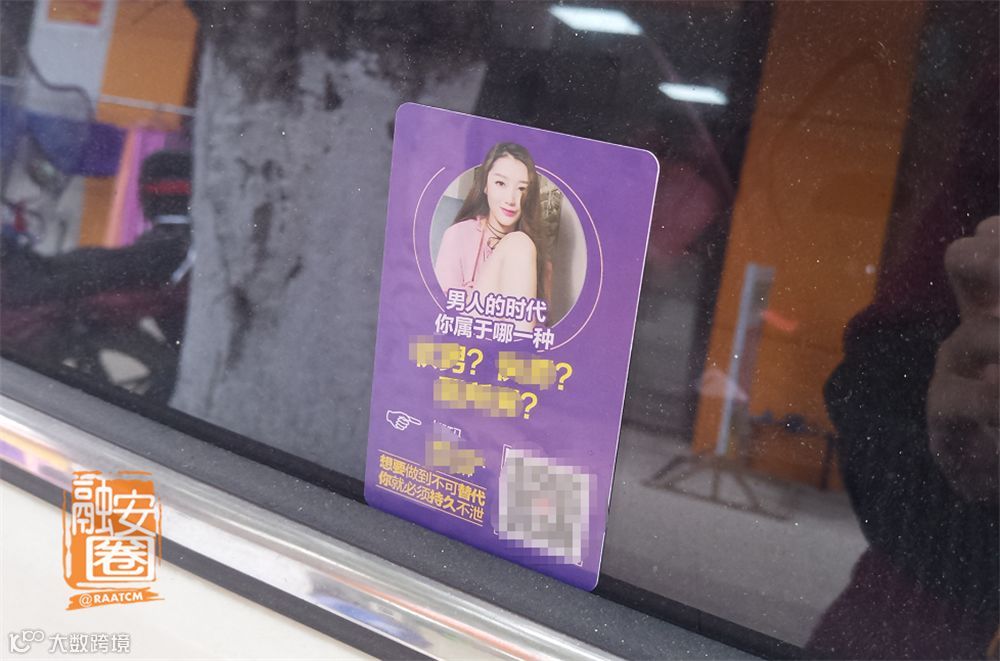 男人的时代
你属于哪一种
男? ?
?
想要做到不可替代
你就必须持久不泄
融安圈
@RAATCM
大数跨境